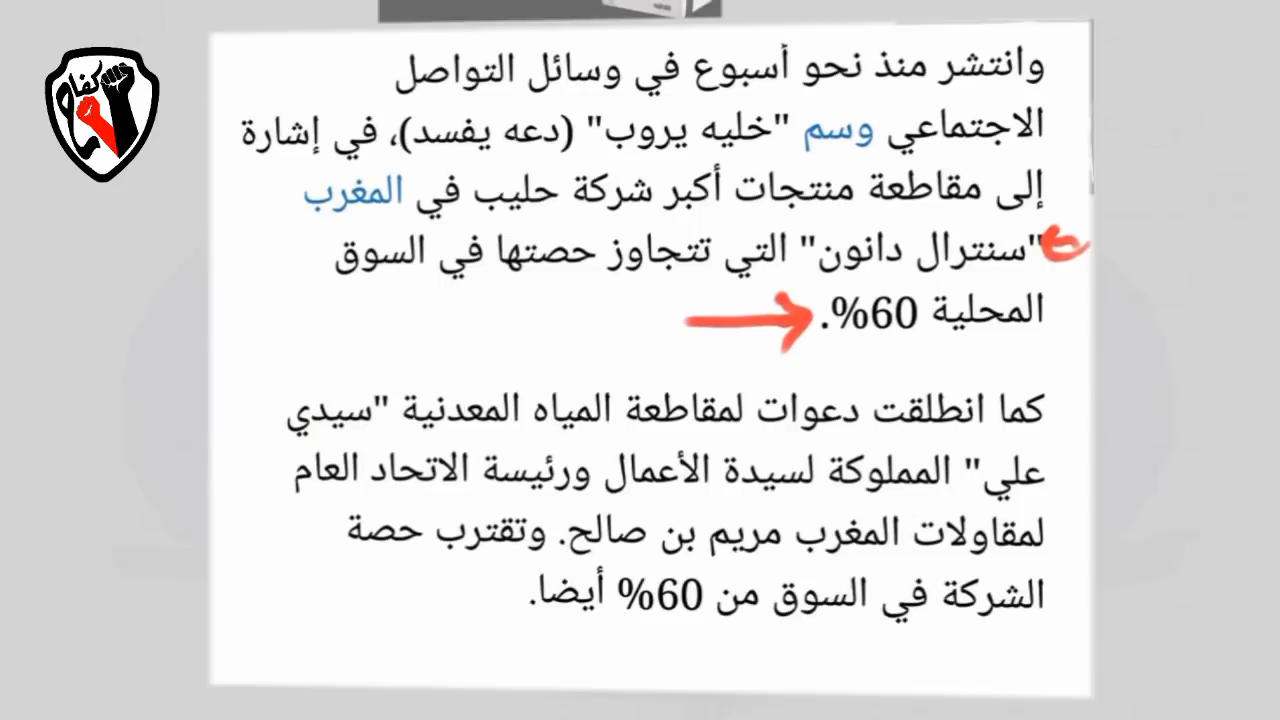 كفاح
وانتشر منذ نحو أسبوع في وسائل التواصل
الاجتماعي وسم "خليه يروب" (دعه يفسد)، في إشارة
إلى مقاطعة منتجات أكبر شركة حليب في المغرب
"سنترال دانون" التي تتجاوز حصتها في السوق
المحلية 60%.
كما انطلقت دعوات لمقاطعة المياه المعدنية "سيدي
علي" المملوكة لسيدة الأعمال ورئيسة الاتحاد العام
لمقاولات المغرب مريم بن صالح. وتقترب حصة
الشركة في السوق من 60% أيضا.